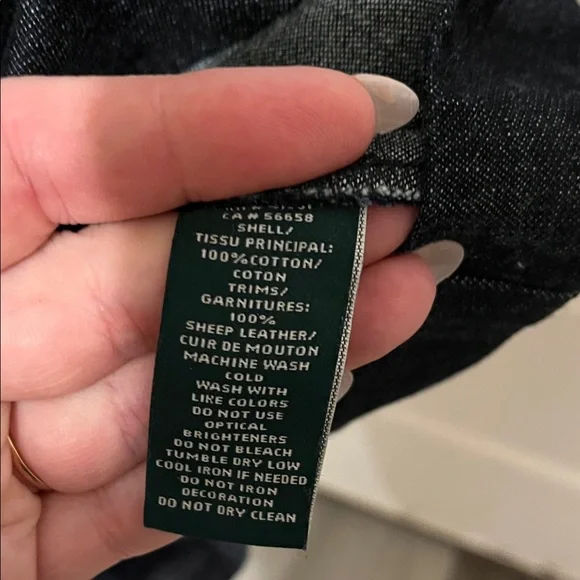 CA # 56658
SHELL/
TISSU PRINCIPAL:
100%COTTON/
COTON
TRIMS/
GARNITURES:
100%
SHEEP LEATHER/
CUIR DE MOUTON
MACHINE WASH
COLD
WASH WITH
LIKE COLORS
DO NOT USE
OPTICAL
BRIGHTENERS
DO NOT BLEACH
TUMBLE DRY LOW
COOL IRON IF NEEDED
DO NOT IRON
DECORATION
DO NOT DRY CLEAN